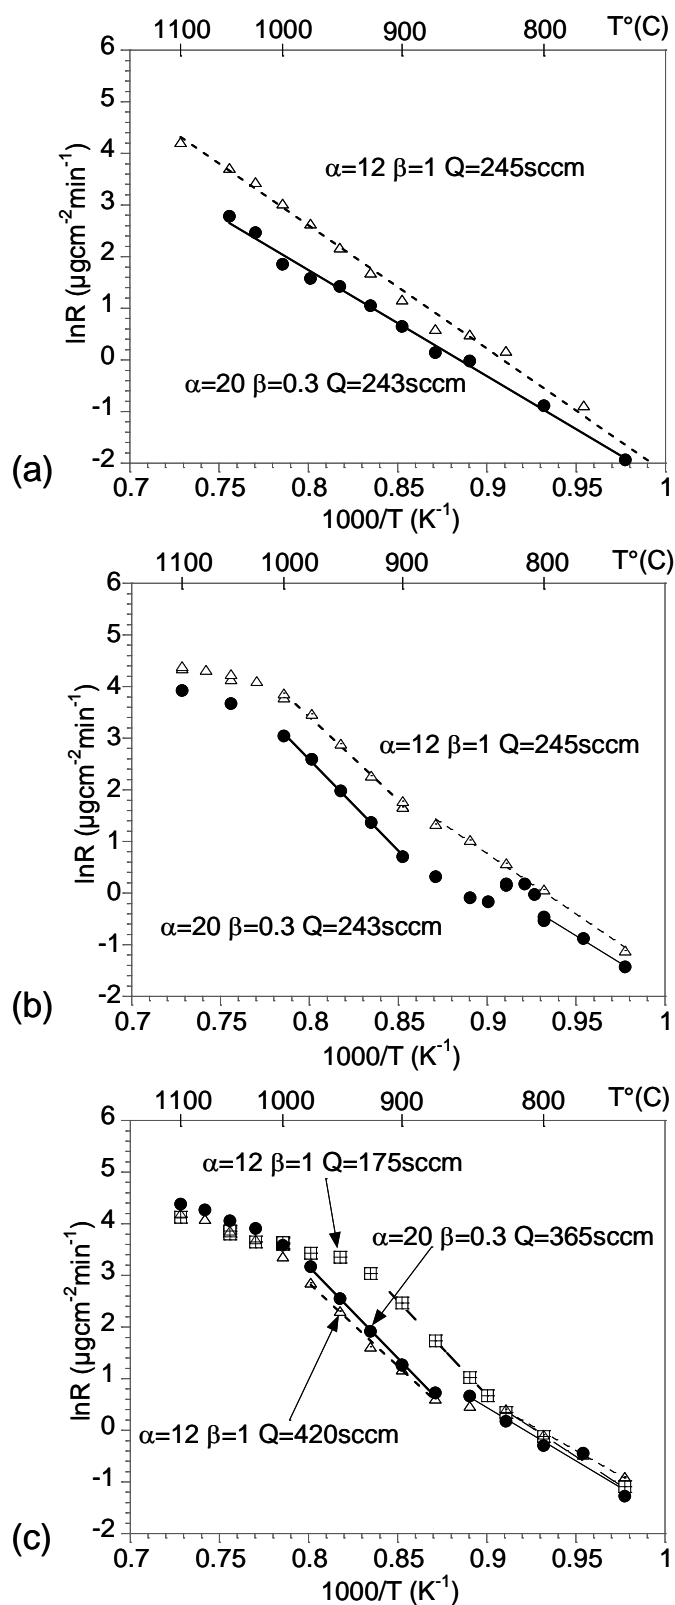 1100 1000 900 800 T°(C)
6
5
4
3
2
1
0
-1
-2
lnR (µgcm-2min-1)
α=12 β=1 Q=245sccm
α=20 β=0.3 Q=243sccm
(a)
0.7 0.75 0.8 0.85 0.9 0.95 1
1000/T (K-1)
1100 1000 900 800 T°(C)
6
5
4
3
2
1
0
-1
-2
lnR (µgcm-2min-1)
α=12 β=1 Q=245sccm
α=20 β=0.3 Q=243sccm
(b)
0.7 0.75 0.8 0.85 0.9 0.95 1
1000/T (K-1)
1100 1000 900 800 T°(C)
6
5
4
3
2
1
0
-1
-2
lnR (µgcm-2min-1)
α=12 β=1 Q=175sccm
α=20 β=0.3 Q=365sccm
α=12 β=1 Q=420sccm
(c)
0.7 0.75 0.8 0.85 0.9 0.95 1
1000/T (K-1)